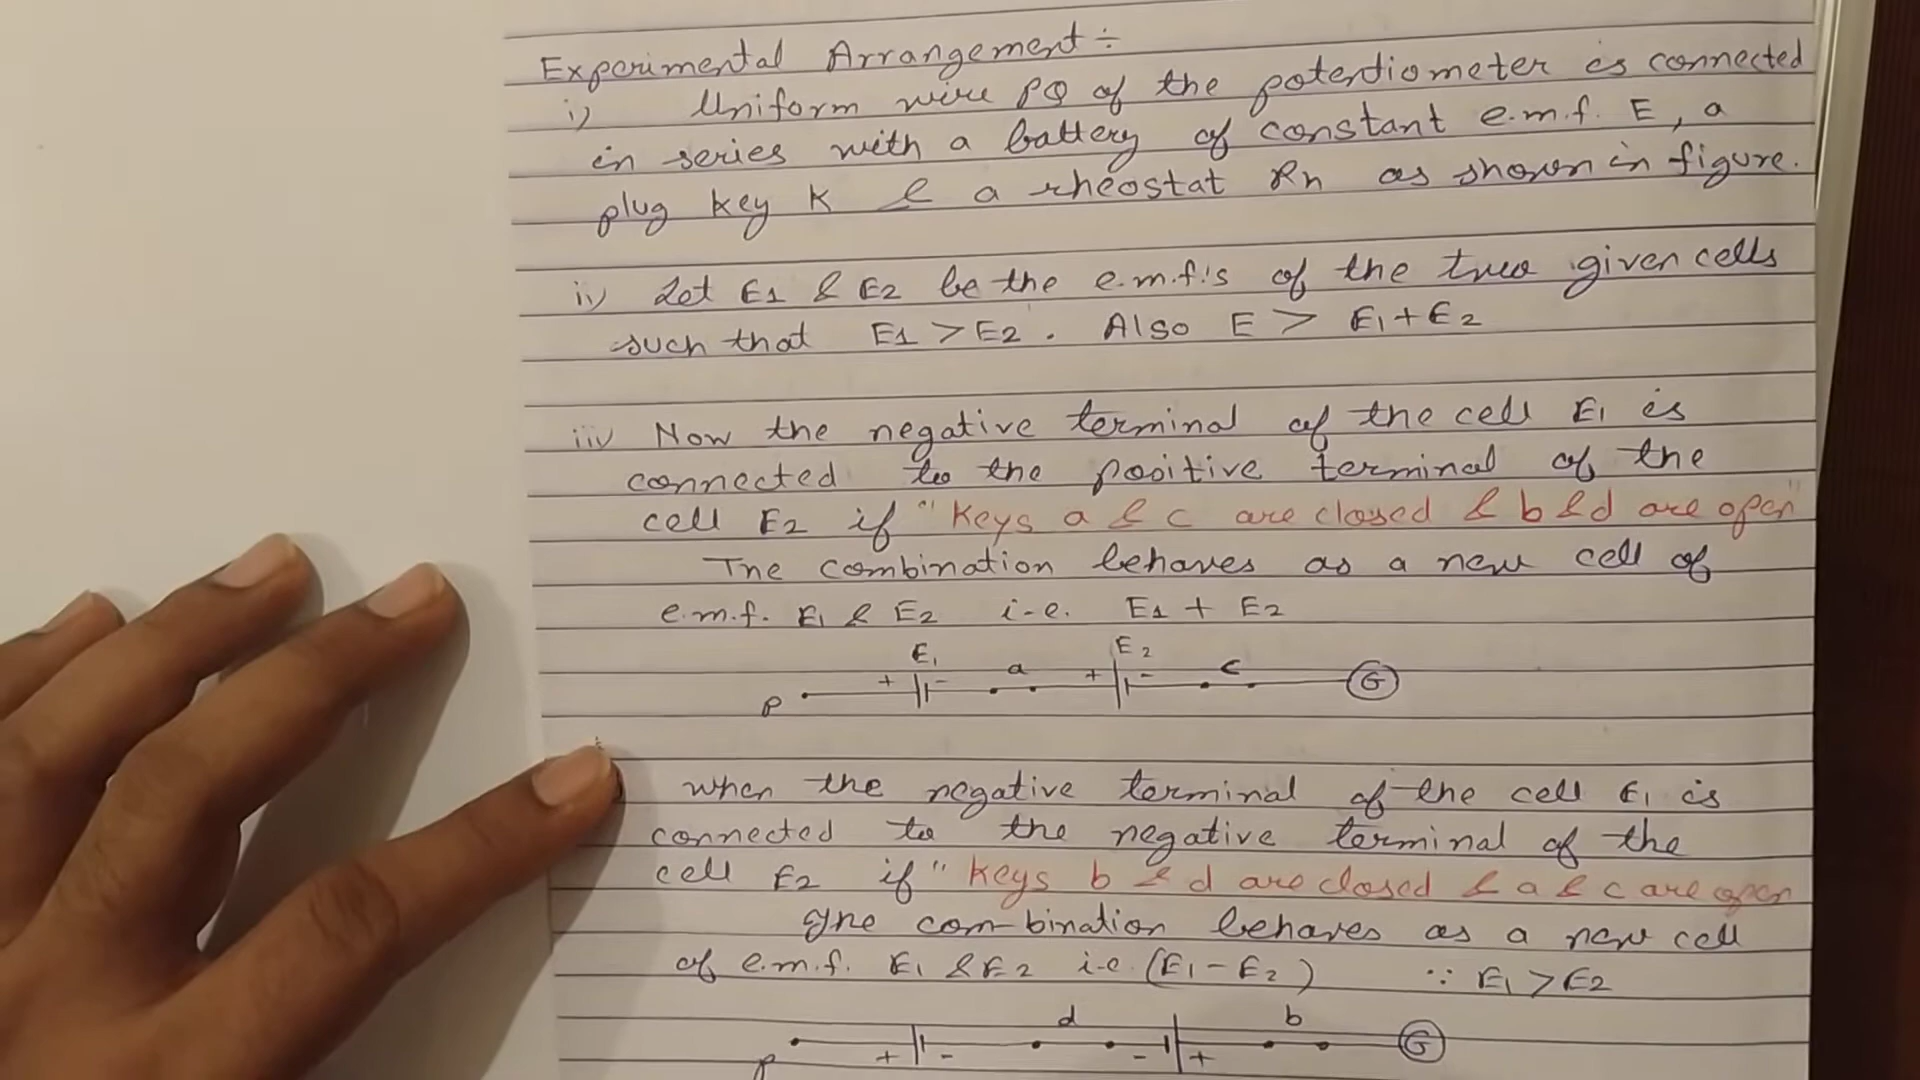 Experimental Arrangement ÷
i) Uniform wire PQ of the potentiometer is connected
in series with a battery of constant e.m.f. E, a
plug key K & a rheostat Rh as shown in figure.
ii) Let E1 & E2 be the e.m.f.'s of the two given cells
such that E1 > E2. Also E > E1 + E2
iii) Now the negative terminal of the cell E1 is
connected to the positive terminal of the
cell E2 if "Keys a & c are closed & b & d are open"
The combination behaves as a new cell of
e.m.f. E1 & E2 i-e. E1 + E2
E1 E2
+ - a + - c
P G
when the negative terminal of the cell E1 is
connected to the negative terminal of the
cell E2 if "Keys b & d are closed & a & c are open
The com-bination behaves as a new cell
of e.m.f. E1 & E2 i-e. (E1 - E2) ∵ E1 > E2
d b
P + - - + G